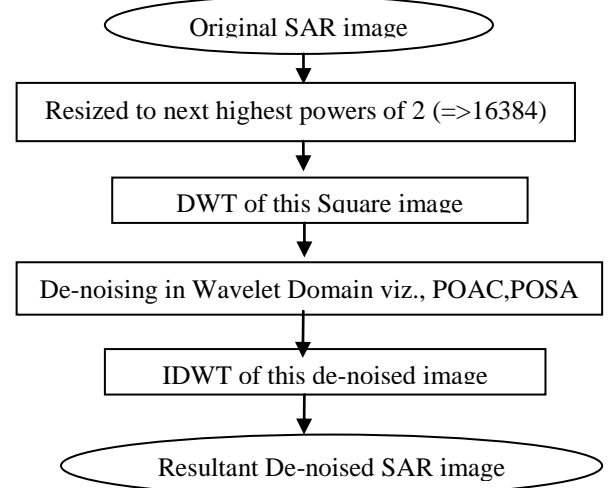 Original SAR image
Resized to next highest powers of 2 (=>16384)
DWT of this Square image
De-noising in Wavelet Domain viz., POAC,POSA
IDWT of this de-noised image
Resultant De-noised SAR image